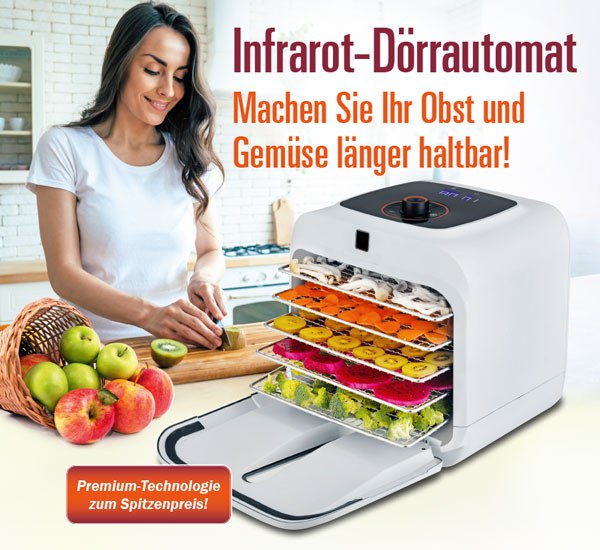 Infrarot-Dörrautomat
Machen Sie Ihr Obst und
Gemüse länger haltbar!
Premium-Technologie
zum Spitzenpreis!